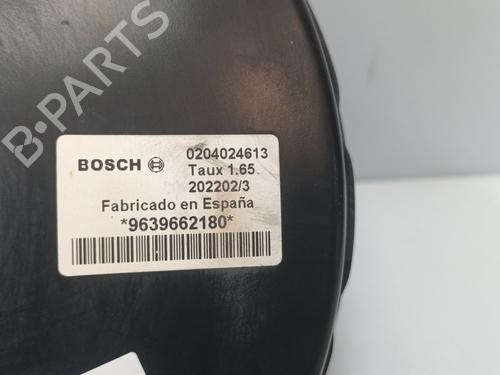 B-PARTS
BOSCH 0204024613
Taux 1.65
202202/3
Fabricado en España
*9639662180*